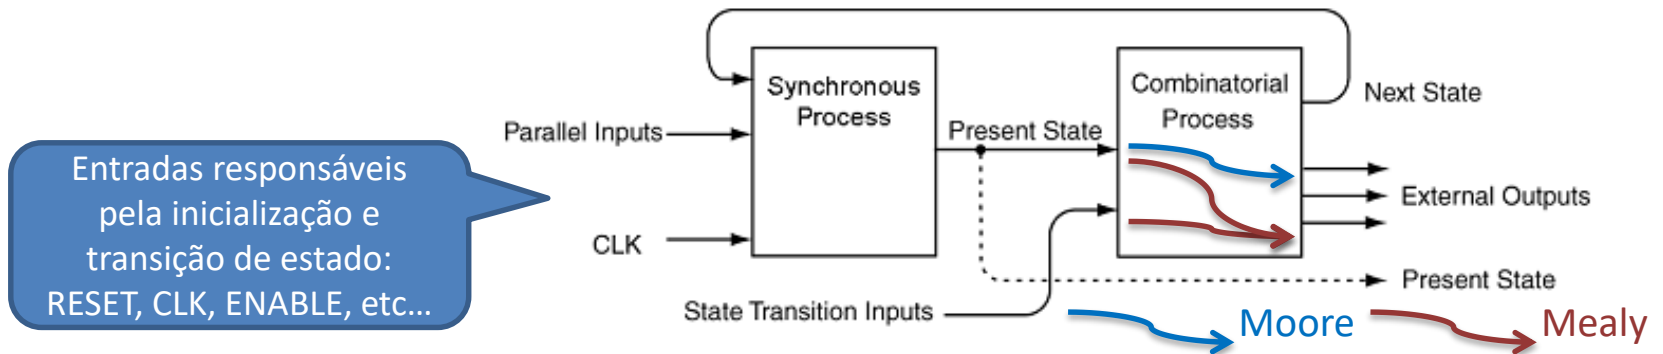 Entradas responsáveis
pela inicialização e
transição de estado:
RESET, CLK, ENABLE, etc...
Parallel Inputs
CLK
State Transition Inputs
Synchronous
Process
Present State
Combinatorial
Process
Next State
External Outputs
Present State
Moore
Mealy